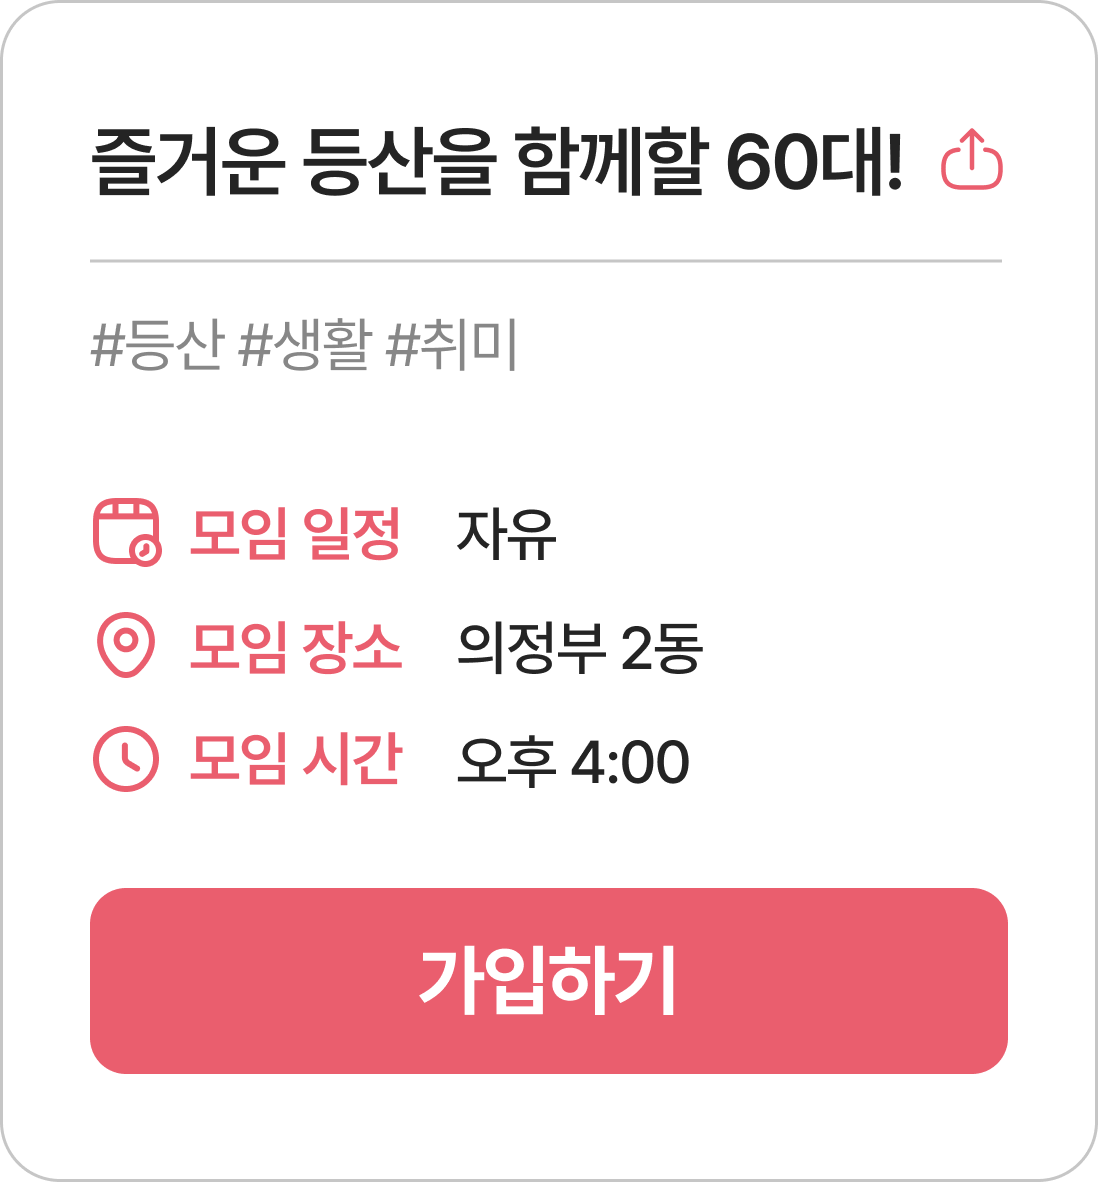 즐거운 등산을 함께할 60대!
#등산 #생활 #취미
모임 일정 자유
모임 장소 의정부 2동
모임 시간 오후 4:00
가입하기